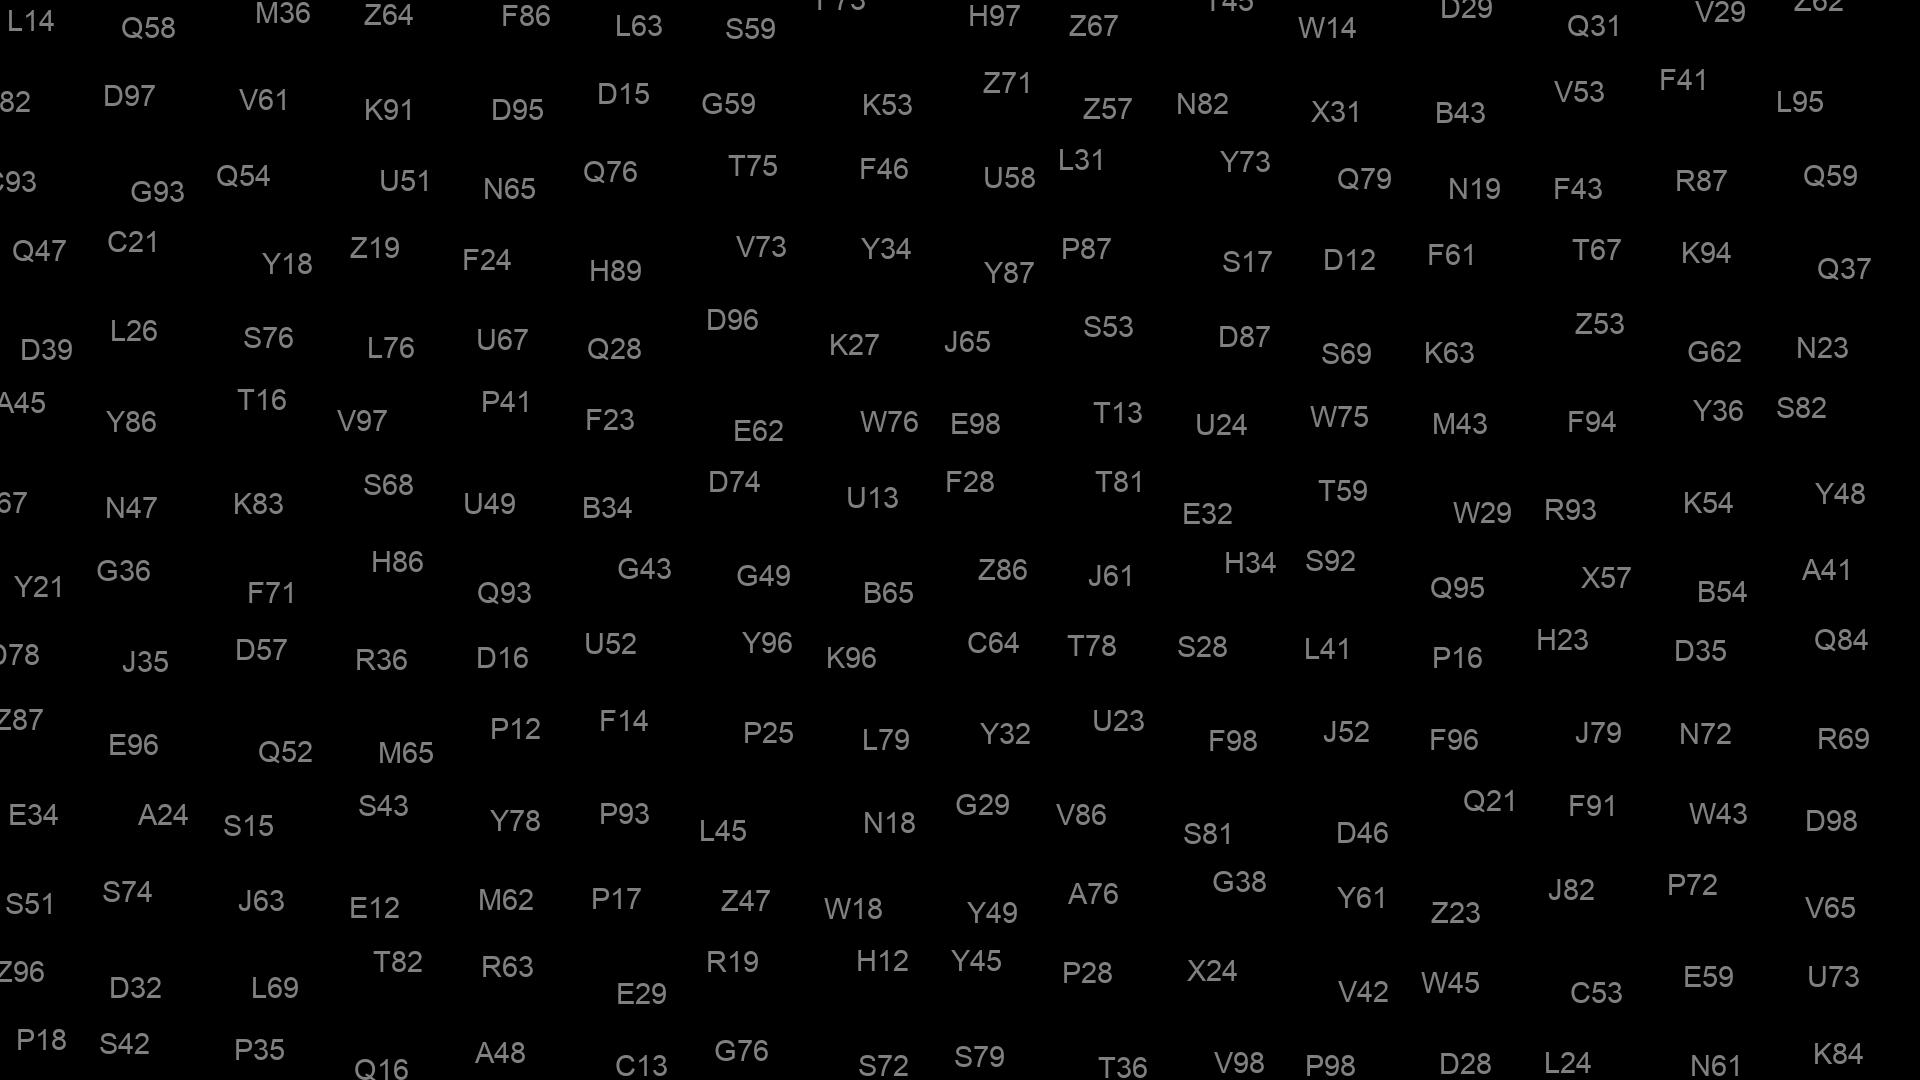 L14 Q58 M36 Z64 F86 L63 S59 H97 Z67 W14 D29 Q31 V29 Z62
82 D97 V61 K91 D95 D15 G59 K53 Z71 Z57 N82 X31 B43 V53 F41 L95
C93 G93 Q54 U51 N65 Q76 T75 F46 U58 L31 Y73 Q79 N19 F43 R87 Q59
Q47 C21 Y18 Z19 F24 H89 V73 Y34 Y87 P87 S17 D12 F61 T67 K94 Q37
D39 L26 S76 L76 U67 Q28 D96 K27 J65 S53 D87 S69 K63 Z53 G62 N23
A45 Y86 T16 V97 P41 F23 E62 W76 E98 T13 U24 W75 M43 F94 Y36 S82
67 N47 K83 S68 U49 B34 D74 U13 F28 T81 E32 T59 W29 R93 K54 Y48
Y21 G36 F71 H86 Q93 G43 G49 B65 Z86 J61 H34 S92 Q95 X57 B54 A41
78 J35 D57 R36 D16 U52 Y96 K96 C64 T78 S28 L41 P16 H23 D35 Q84
Z87 E96 Q52 M65 P12 F14 P25 L79 Y32 U23 F98 J52 F96 J79 N72 R69
E34 A24 S15 S43 Y78 P93 L45 N18 G29 V86 S81 D46 Q21 F91 W43 D98
S51 S74 J63 E12 M62 P17 Z47 W18 Y49 A76 G38 Y61 Z23 J82 P72 V65
Z96 D32 L69 T82 R63 E29 R19 H12 Y45 P28 X24 V42 W45 C53 E59 U73
P18 S42 P35 Q16 A48 C13 G76 S72 S79 T36 V98 P98 D28 L24 N61 K84